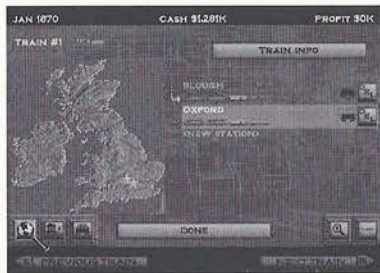 JAN 1870 CASH $1,281K PROFIT $0K
TRAIN #1
TRAIN INFO
SLOUGH
OXFORD
(NEW STATION)
DONE
PREVIOUS TRAIN NEXT TRAIN